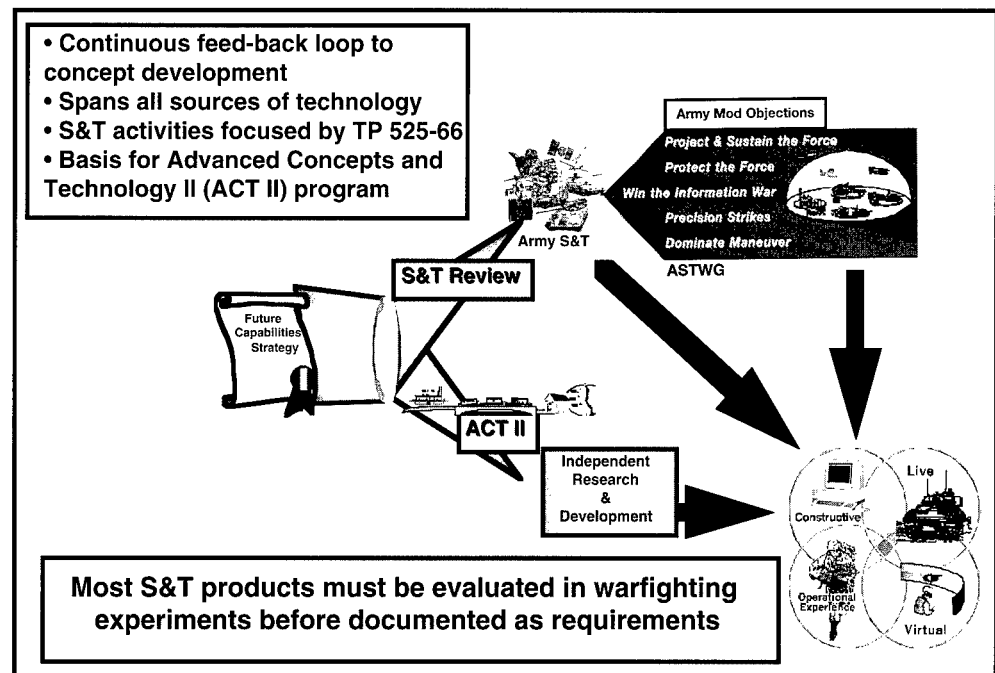 • Continuous feed-back loop to
concept development
• Spans all sources of technology
• S&T activities focused by TP 525-66
• Basis for Advanced Concepts and
Technology II (ACT II) program
Army Mod Objections
Project & Sustain the Force
Protect the Force
Win the Information War
Precision Strikes
Dominate Maneuver
ASTWG
Army S&T
S&T Review
Future
Capabilities
Strategy
ACT II
Independent
Research
&
Development
Constructive
Live
Operational
Experience
Virtual
Most S&T products must be evaluated in warfighting
experiments before documented as requirements